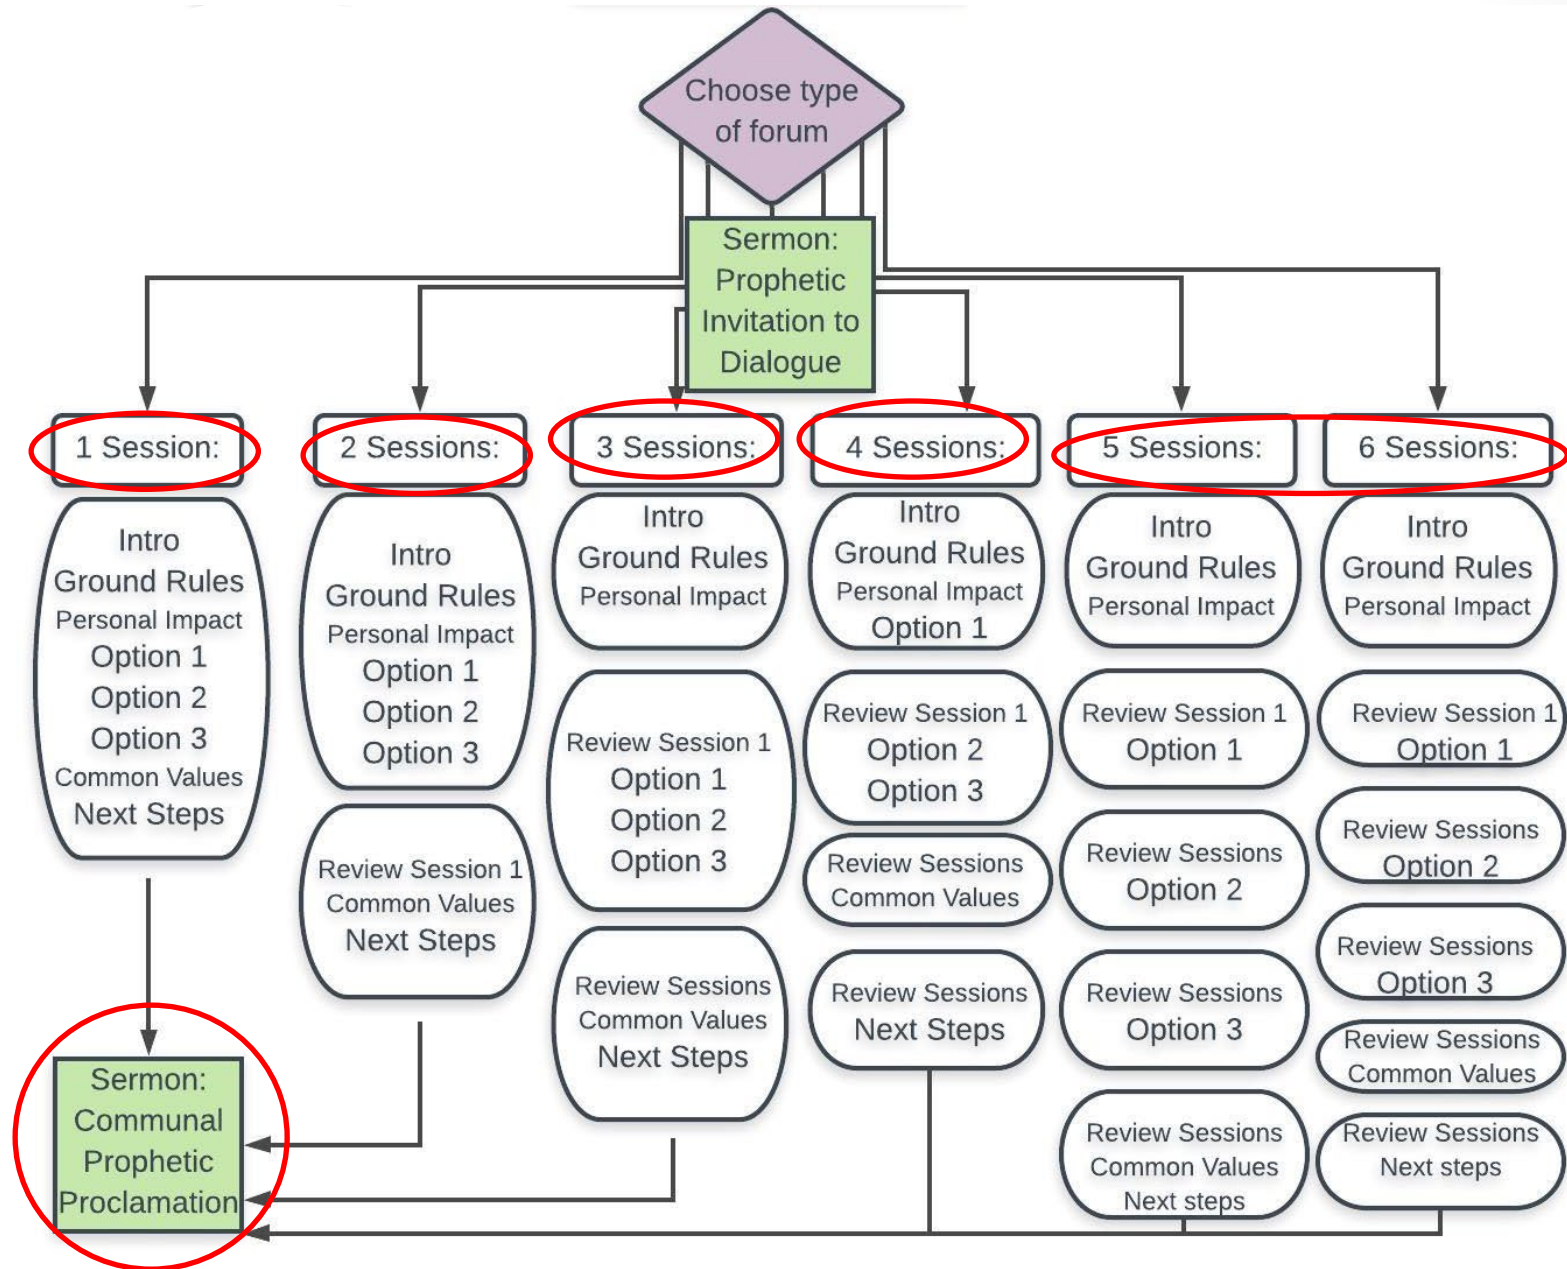 Choose type
of forum
Sermon:
Prophetic
Invitation to
Dialogue
1 Session:
Intro
Ground Rules
Personal Impact
Option 1
Option 2
Option 3
Common Values
Next Steps
2 Sessions:
Intro
Ground Rules
Personal Impact
Option 1
Option 2
Option 3
Review Session 1
Common Values
Next Steps
3 Sessions:
Intro
Ground Rules
Personal Impact
Review Session 1
Option 1
Option 2
Option 3
Review Sessions
Common Values
Next Steps
4 Sessions:
Intro
Ground Rules
Personal Impact
Option 1
Review Session 1
Option 2
Option 3
Review Sessions
Common Values
Review Sessions
Next Steps
5 Sessions:
Intro
Ground Rules
Personal Impact
Review Session 1
Option 1
Review Sessions
Option 2
Review Sessions
Option 3
Review Sessions
Common Values
Next steps
6 Sessions:
Intro
Ground Rules
Personal Impact
Review Session 1
Option 1
Review Sessions
Option 2
Review Sessions
Option 3
Review Sessions
Common Values
Review Sessions
Next steps
Sermon:
Communal
Prophetic
Proclamation